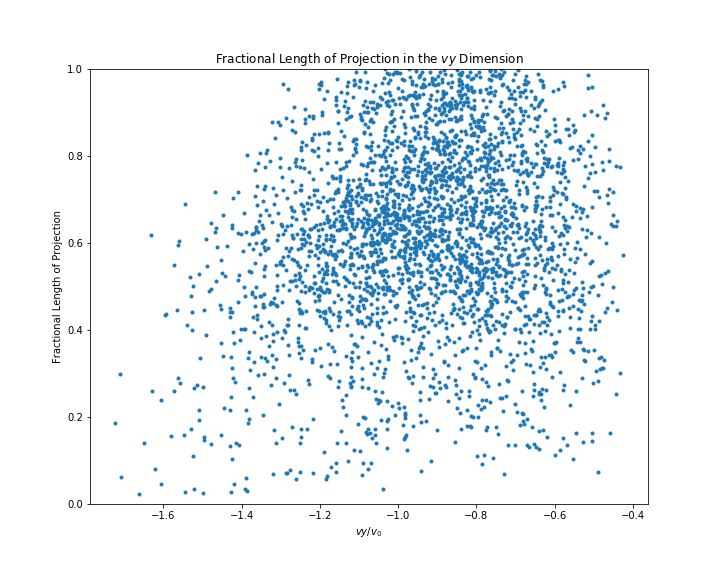 Fractional Length of Projection in the vy Dimension
1.0
0.8
0.6
0.4
0.2
0.0
Fractional Length of Projection
−1.6 −1.4 −1.2 −1.0 −0.8 −0.6 −0.4
vy/v₀